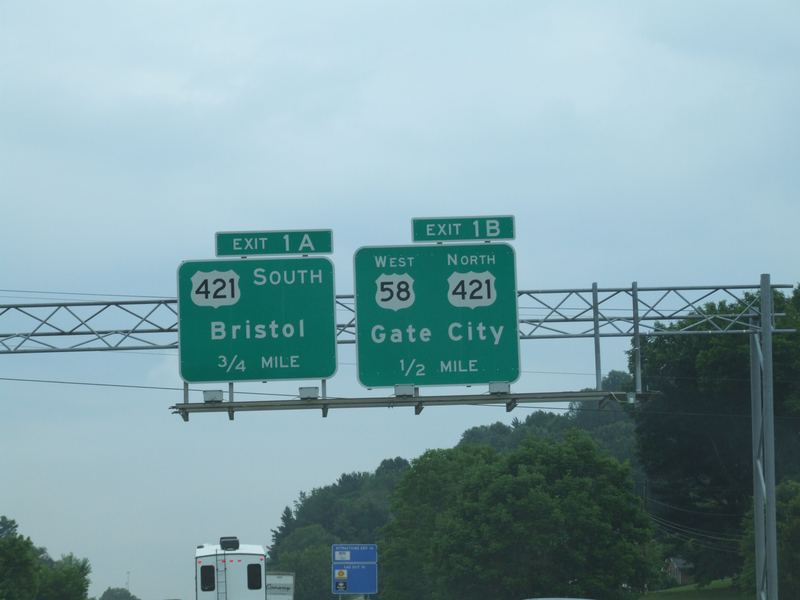 EXIT 1A
421 SOUTH
Bristol
3/4 MILE
EXIT 1B
WEST NORTH
58 421
Gate City
1/2 MILE